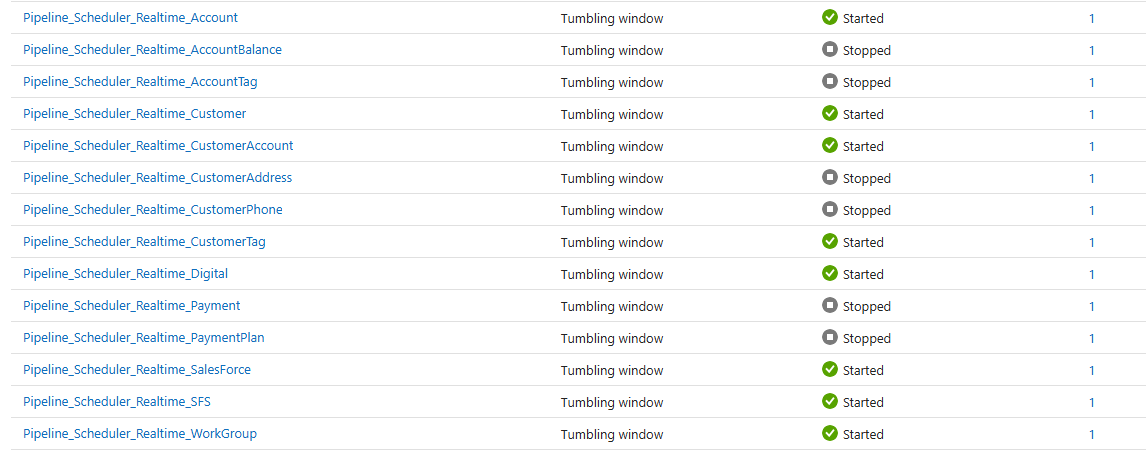 Pipeline_Scheduler_Realtime_Account Tumbling window Started 1
Pipeline_Scheduler_Realtime_AccountBalance Tumbling window Stopped 1
Pipeline_Scheduler_Realtime_AccountTag Tumbling window Stopped 1
Pipeline_Scheduler_Realtime_Customer Tumbling window Started 1
Pipeline_Scheduler_Realtime_CustomerAccount Tumbling window Started 1
Pipeline_Scheduler_Realtime_CustomerAddress Tumbling window Stopped 1
Pipeline_Scheduler_Realtime_CustomerPhone Tumbling window Stopped 1
Pipeline_Scheduler_Realtime_CustomerTag Tumbling window Started 1
Pipeline_Scheduler_Realtime_Digital Tumbling window Started 1
Pipeline_Scheduler_Realtime_Payment Tumbling window Stopped 1
Pipeline_Scheduler_Realtime_PaymentPlan Tumbling window Stopped 1
Pipeline_Scheduler_Realtime_SalesForce Tumbling window Started 1
Pipeline_Scheduler_Realtime_SFS Tumbling window Started 1
Pipeline_Scheduler_Realtime_WorkGroup Tumbling window Started 1